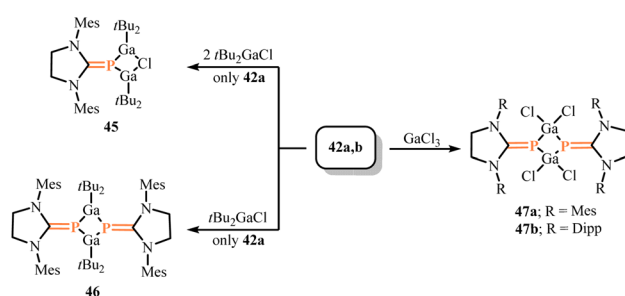 Mes
tBu₂
N
Ga
P
Cl
Ga
N
tBu₂
Mes
45
2 tBu₂GaCl
only 42a
42a,b
GaCl₃
tBu₂GaCl
only 42a
Mes
tBu₂
Mes
N
Ga
N
P
P
N
Ga
N
Mes
tBu₂
Mes
46
R
Cl
Cl
R
N
Ga
N
P
P
N
Ga
N
R
Cl
Cl
R
47a; R = Mes
47b; R = Dipp